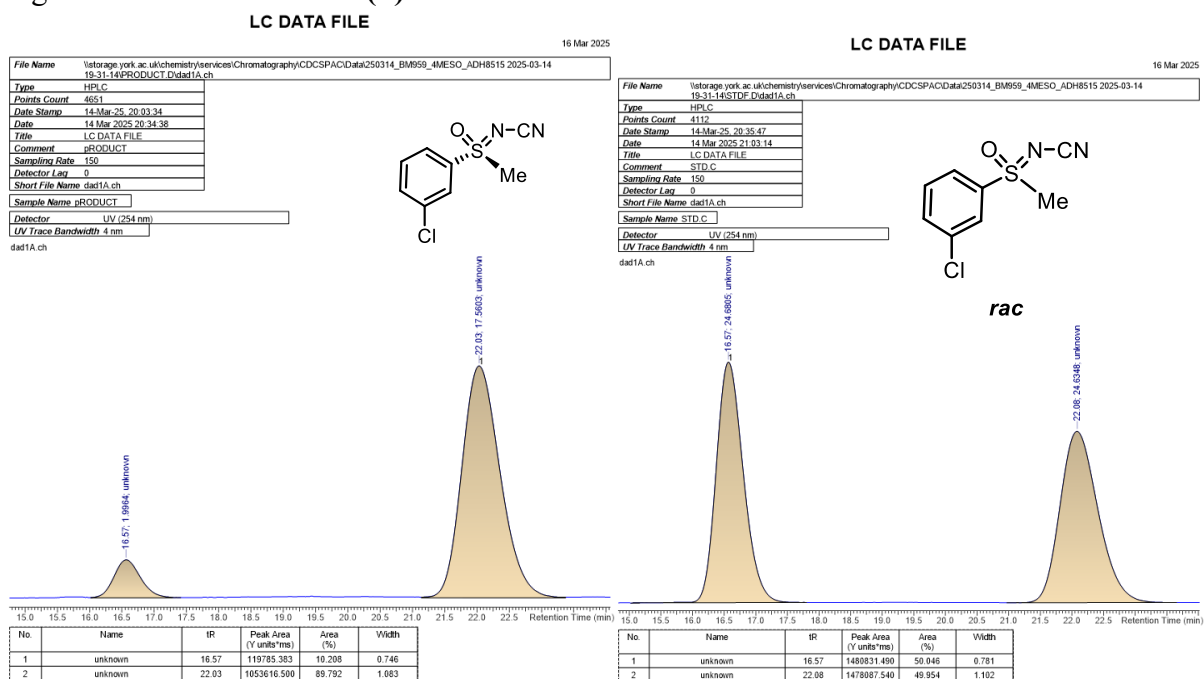 LC DATA FILE
16 Mar 2025
File Name \\storage.york.ac.uk\chemistry\services\Chromatography\CDCSPAC\Data\250314_BM959_4MESO_ADH8515 2025-03-14
19-31-14\PRODUCT.D\dad1A.ch
Type HPLC
Points Count 4651
Date Stamp 14-Mar-25, 20:03:34
Date 14 Mar 2025 20:34:38
Title LC DATA FILE
Comment pRODUCT
Sampling Rate 150
Detector Lag 0
Short File Name dad1A.ch
Sample Name pRODUCT
Detector UV (254 nm)
UV Trace Bandwidth 4 nm
dad1A.ch
O
N
CN
S
Me
Cl
16.57; 1.9964; unknown
22.03; 17.5603; unknown
15.0 15.5 16.0 16.5 17.0 17.5 18.0 18.5 19.0 19.5 20.0 20.5 21.0 21.5 22.0 22.5 Retention Time (min)
No. Name tR Peak Area (Y units*ms) Area (%) Width
1 unknown 16.57 119785.383 10.208 0.746
2 unknown 22.03 1053616.500 89.792 1.083
LC DATA FILE
16 Mar 2025
File Name \\storage.york.ac.uk\chemistry\services\Chromatography\CDCSPAC\Data\250314_BM959_4MESO_ADH8515 2025-03-14
19-31-14\STDF.D\dad1A.ch
Type HPLC
Points Count 4112
Date Stamp 14-Mar-25, 20:35:47
Date 14 Mar 2025 21:03:14
Title LC DATA FILE
Comment STD.C
Sampling Rate 150
Detector Lag 0
Short File Name dad1A.ch
Sample Name STD.C
Detector UV (254 nm)
UV Trace Bandwidth 4 nm
dad1A.ch
O
N
CN
S
Me
Cl
rac
16.57; 24.6805; unknown
22.08; 24.6348; unknown
15.0 15.5 16.0 16.5 17.0 17.5 18.0 18.5 19.0 19.5 20.0 20.5 21.0 21.5 22.0 22.5 Retention Time (min)
No. Name tR Peak Area (Y units*ms) Area (%) Width
1 unknown 16.57 1480831.490 50.046 0.781
2 unknown 22.08 1478087.540 49.954 1.102